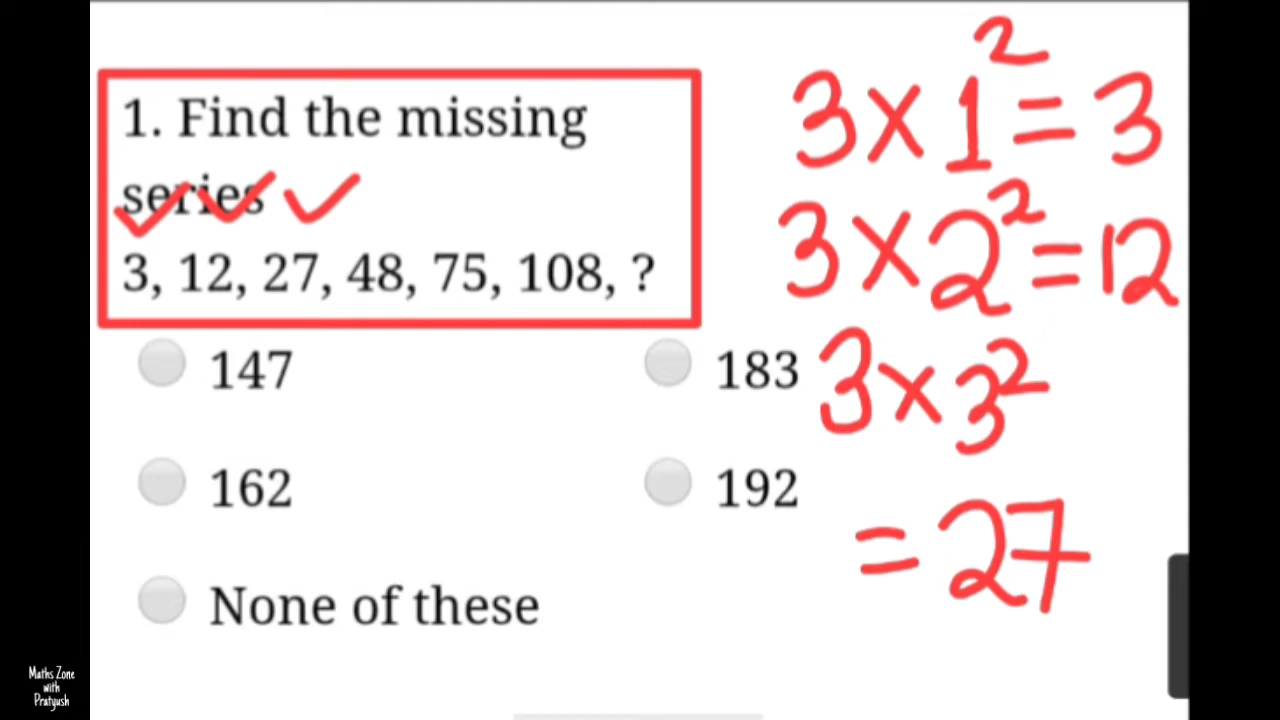 1. Find the missing
series
3, 12, 27, 48, 75, 108, ?
147
183
162
192
None of these
3 × 1² = 3
3 × 2² = 12
3 × 3²
= 27
Maths Zone
with
Pratyush